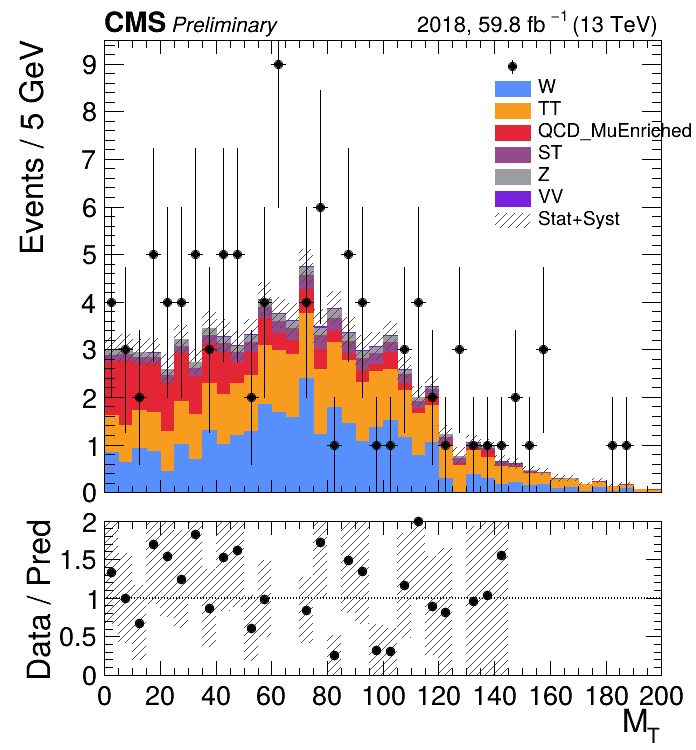 CMS Preliminary 2018, 59.8 fb⁻¹ (13 TeV)
Events / 5 GeV
9
8
7
6
5
4
3
2
1
0
W
TT
QCD_MuEnriched
ST
Z
VV
Stat+Syst
Data / Pred
2
1.5
1
0.5
0
0 20 40 60 80 100 120 140 160 180 200
M_T